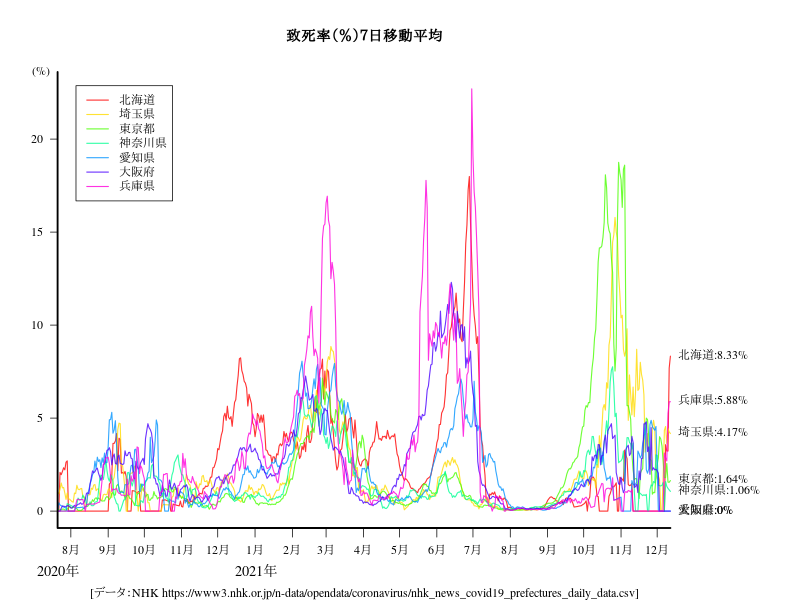 致死率(%)7日移動平均
(%)
20
15
10
5
0
北海道
埼玉県
東京都
神奈川県
愛知県
大阪府
兵庫県
北海道:8.33%
兵庫県:5.88%
埼玉県:4.17%
東京都:1.64%
神奈川県:1.06%
8月 9月 10月 11月 12月 1月 2月 3月 4月 5月 6月 7月 8月 9月 10月 11月 12月
2020年 2021年
[データ:NHK https://www3.nhk.or.jp/n-data/opendata/coronavirus/nhk_news_covid19_prefectures_daily_data.csv]